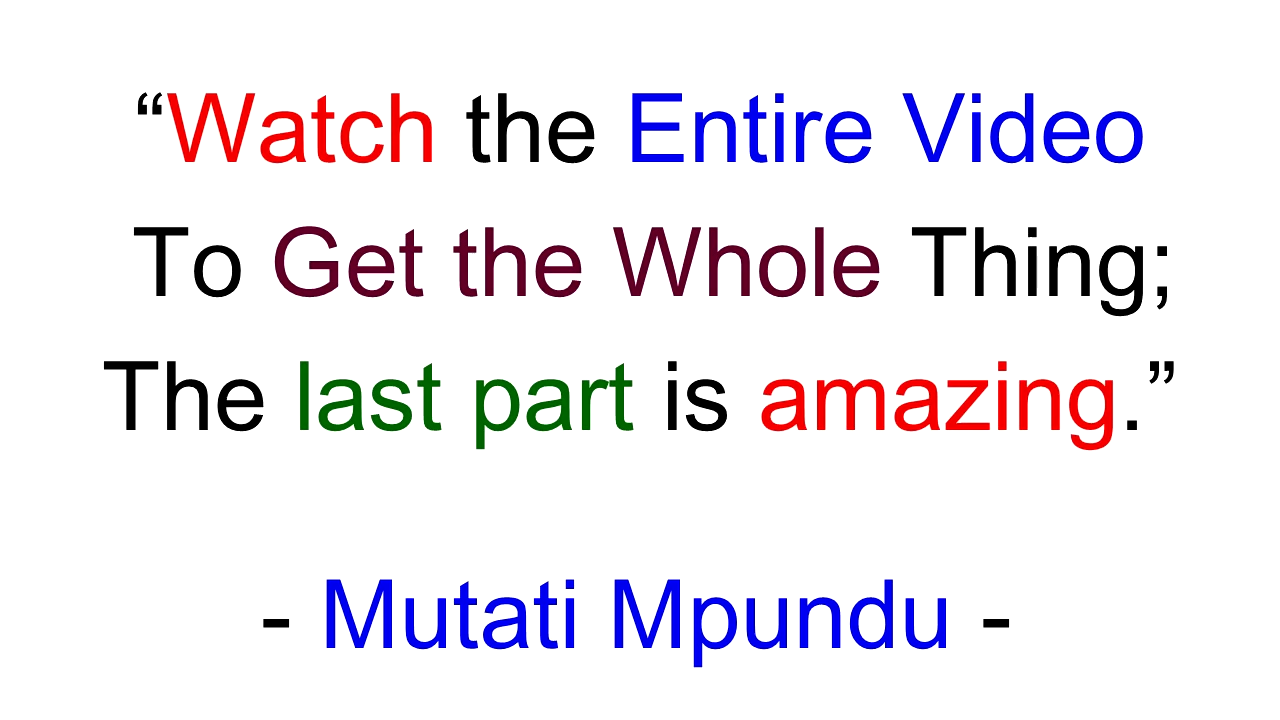 “Watch the Entire Video
To Get the Whole Thing;
The last part is amazing.”
- Mutati Mpundu -